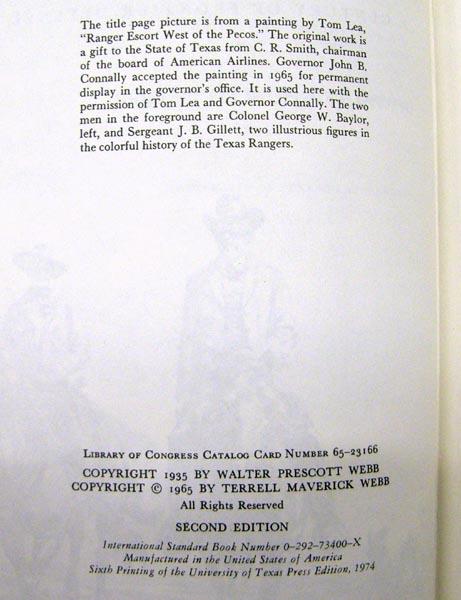 The title page picture is from a painting by Tom Lea,
“Ranger Escort West of the Pecos.” The original work is
a gift to the State of Texas from C. R. Smith, chairman
of the board of American Airlines. Governor John B.
Connally accepted the painting in 1965 for permanent
display in the governor’s office. It is used here with the
permission of Tom Lea and Governor Connally. The two
men in the foreground are Colonel George W. Baylor,
left, and Sergeant J. B. Gillett, two illustrious figures in
the colorful history of the Texas Rangers.
Library of Congress Catalog Card Number 65–23166
COPYRIGHT 1935 BY WALTER PRESCOTT WEBB
COPYRIGHT © 1965 BY TERRELL MAVERICK WEBB
All Rights Reserved
SECOND EDITION
International Standard Book Number 0–292–73400–X
Manufactured in the United States of America
Sixth Printing of the University of Texas Press Edition, 1974